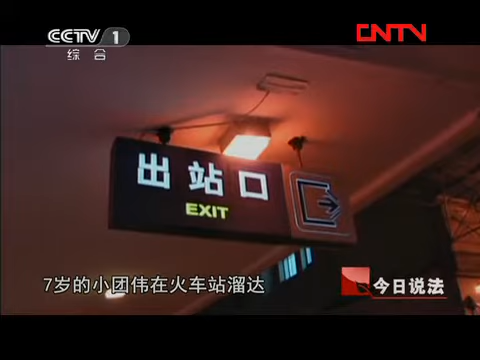 CCTV 1
综合
CNTV
出站口
EXIT
7岁的小团伟在火车站溜达
今日说法